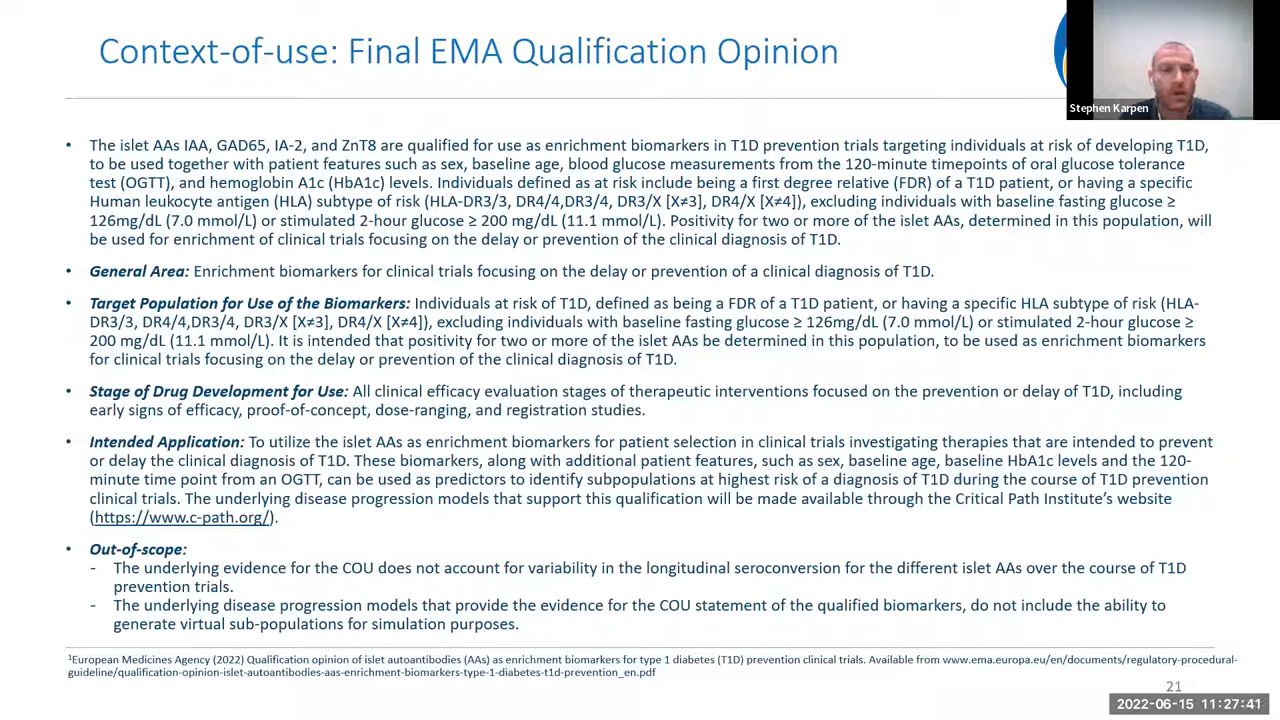 Context-of-use: Final EMA Qualification Opinion
Stephen Karpen
• The islet AAs IAA, GAD65, IA-2, and ZnT8 are qualified for use as enrichment biomarkers in T1D prevention trials targeting individuals at risk of developing T1D,
to be used together with patient features such as sex, baseline age, blood glucose measurements from the 120-minute timepoints of oral glucose tolerance
test (OGTT), and hemoglobin A1c (HbA1c) levels. Individuals defined as at risk include being a first degree relative (FDR) of a T1D patient, or having a specific
Human leukocyte antigen (HLA) subtype of risk (HLA-DR3/3, DR4/4,DR3/4, DR3/X [X≠3], DR4/X [X≠4]), excluding individuals with baseline fasting glucose ≥
126mg/dL (7.0 mmol/L) or stimulated 2-hour glucose ≥ 200 mg/dL (11.1 mmol/L). Positivity for two or more of the islet AAs, determined in this population, will
be used for enrichment of clinical trials focusing on the delay or prevention of the clinical diagnosis of T1D.
• General Area: Enrichment biomarkers for clinical trials focusing on the delay or prevention of a clinical diagnosis of T1D.
• Target Population for Use of the Biomarkers: Individuals at risk of T1D, defined as being a FDR of a T1D patient, or having a specific HLA subtype of risk (HLA-
DR3/3, DR4/4,DR3/4, DR3/X [X≠3], DR4/X [X≠4]), excluding individuals with baseline fasting glucose ≥ 126mg/dL (7.0 mmol/L) or stimulated 2-hour glucose ≥
200 mg/dL (11.1 mmol/L). It is intended that positivity for two or more of the islet AAs be determined in this population, to be used as enrichment biomarkers
for clinical trials focusing on the delay or prevention of the clinical diagnosis of T1D.
• Stage of Drug Development for Use: All clinical efficacy evaluation stages of therapeutic interventions focused on the prevention or delay of T1D, including
early signs of efficacy, proof-of-concept, dose-ranging, and registration studies.
• Intended Application: To utilize the islet AAs as enrichment biomarkers for patient selection in clinical trials investigating therapies that are intended to prevent
or delay the clinical diagnosis of T1D. These biomarkers, along with additional patient features, such as sex, baseline age, baseline HbA1c levels and the 120-
minute time point from an OGTT, can be used as predictors to identify subpopulations at highest risk of a diagnosis of T1D during the course of T1D prevention
clinical trials. The underlying disease progression models that support this qualification will be made available through the Critical Path Institute's website
(https://www.c-path.org/).
• Out-of-scope:
- The underlying evidence for the COU does not account for variability in the longitudinal seroconversion for the different islet AAs over the course of T1D
prevention trials.
- The underlying disease progression models that provide the evidence for the COU statement of the qualified biomarkers, do not include the ability to
generate virtual sub-populations for simulation purposes.
¹European Medicines Agency (2022) Qualification opinion of islet autoantibodies (AAs) as enrichment biomarkers for type 1 diabetes (T1D) prevention clinical trials. Available from www.ema.europa.eu/en/documents/regulatory-procedural-
guideline/qualification-opinion-islet-autoantibodies-aas-enrichment-biomarkers-type-1-diabetes-t1d-prevention_en.pdf
21
2022-06-15 11:27:41